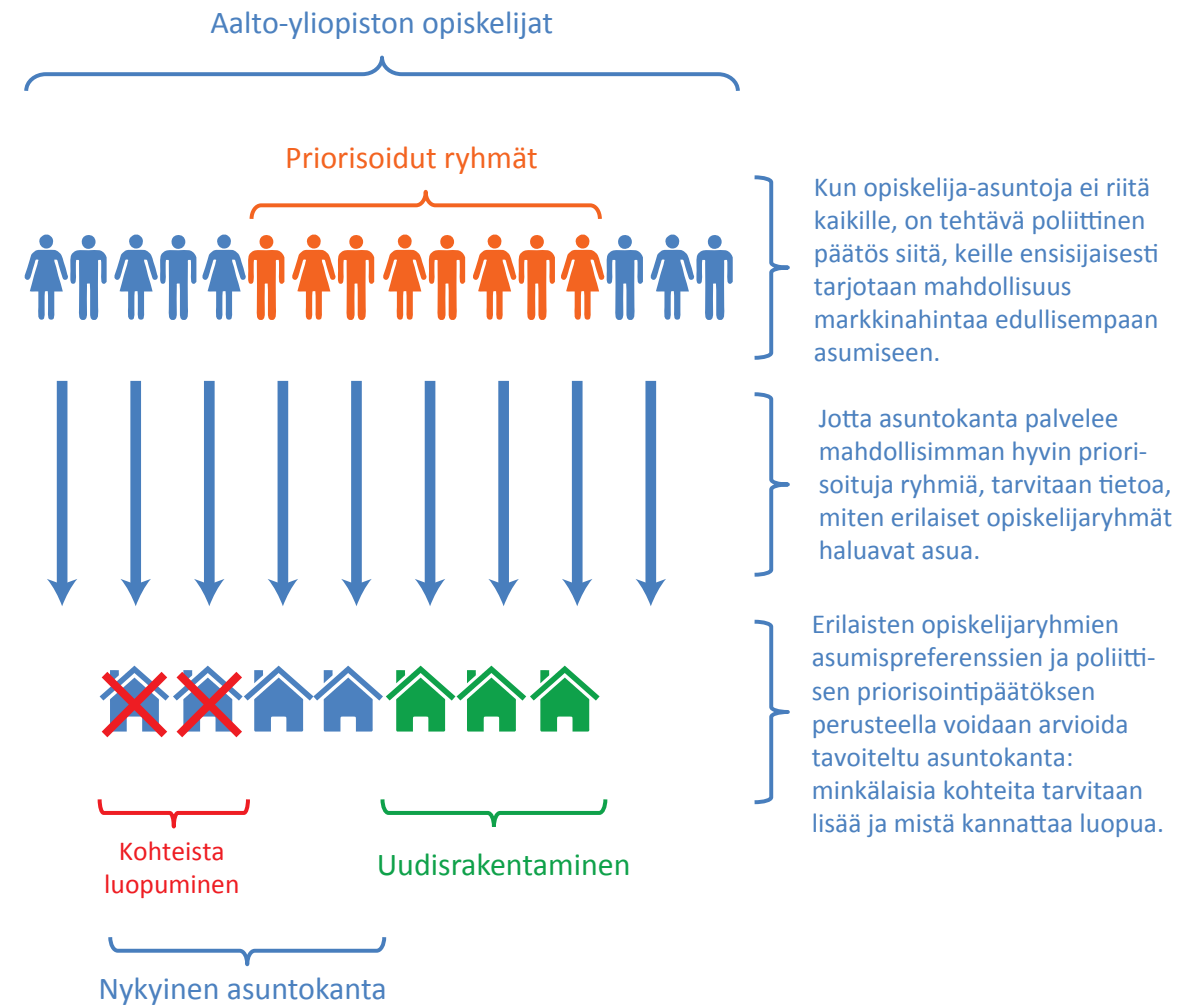 Aalto-yliopiston opiskelijat
Priorisoidut ryhmät
Kun opiskelija-asuntoja ei riitä
kaikille, on tehtävä poliittinen
päätös siitä, keille ensisijaisesti
tarjotaan mahdollisuus
markkinahintaa edullisempaan
asumiseen.
Jotta asuntokanta palvelee
mahdollisimman hyvin priori-
soituja ryhmiä, tarvitaan tietoa,
miten erilaiset opiskelijaryhmät
haluavat asua.
Erilaisten opiskelijaryhmien
asumispreferenssien ja poliitti-
sen priorisointipäätöksen
perusteella voidaan arvioida
tavoiteltu asuntokanta:
minkälaisia kohteita tarvitaan
lisää ja mistä kannattaa luopua.
Kohteista
luopuminen
Uudisrakentaminen
Nykyinen asuntokanta